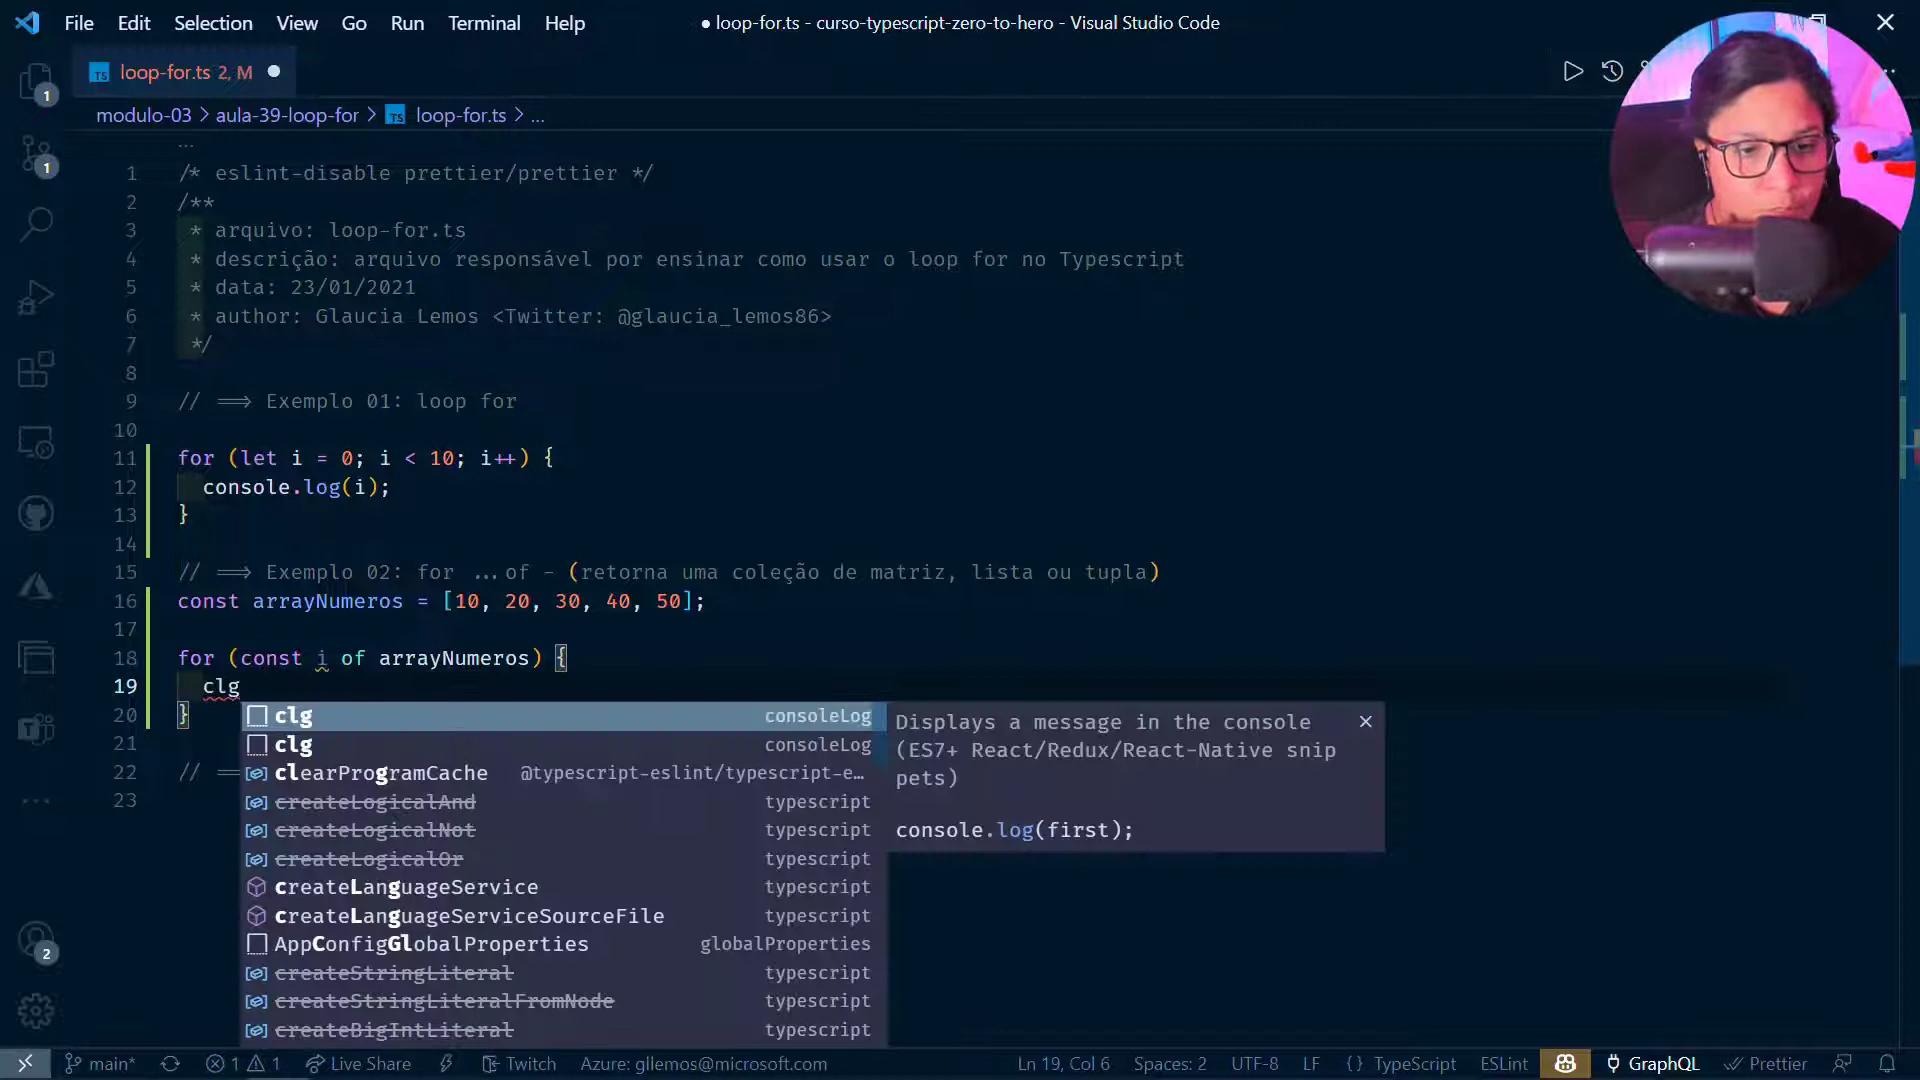 File Edit Selection View Go Run Terminal Help
● loop-for.ts - curso-typescript-zero-to-hero - Visual Studio Code
TS loop-for.ts 2, M
modulo-03 > aula-39-loop-for > TS loop-for.ts > ...
1 /* eslint-disable prettier/prettier */
2 /**
3 * arquivo: loop-for.ts
4 * descrição: arquivo responsável por ensinar como usar o loop for no Typescript
5 * data: 23/01/2021
6 * author: Glaucia Lemos <Twitter: @glaucia_lemos86>
7 */
8
9 // ==> Exemplo 01: loop for
10
11 for (let i = 0; i < 10; i++) {
12 console.log(i);
13 }
14
15 // ==> Exemplo 02: for ...of - (retorna uma coleção de matriz, lista ou tupla)
16 const arrayNumeros = [10, 20, 30, 40, 50];
17
18 for (const i of arrayNumeros) {
19 clg
20 }
21
22 // ==
23
clg consoleLog
clg consoleLog
clearProgramCache @typescript-eslint/typescript-e...
createLogicalAnd typescript
createLogicalNot typescript
createLogicalOr typescript
createLanguageService typescript
createLanguageServiceSourceFile typescript
AppConfigGlobalProperties globalProperties
createStringLiteral typescript
createStringLiteralFromNode typescript
createBigIntLiteral typescript
Displays a message in the console
(ES7+ React/Redux/React-Native snip
pets)
console.log(first);
1
1
2
main* 1 1 Live Share Twitch Azure: gllemos@microsoft.com Ln 19, Col 6 Spaces: 2 UTF-8 LF { } TypeScript ESLint GraphQL Prettier